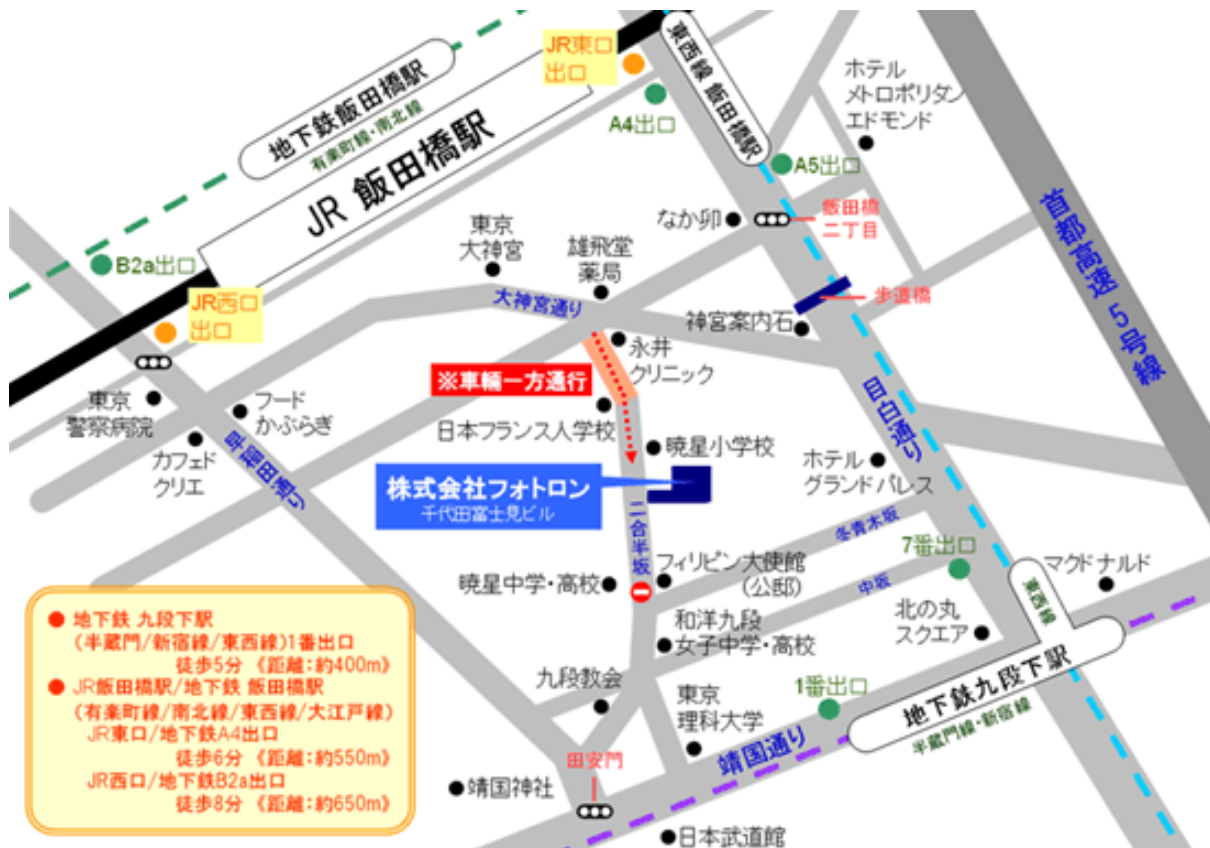 地下鉄飯田橋駅
有楽町線・南北線
JR 飯田橋駅
JR東口
出口
A4出口
東西線 飯田橋駅
ホテル
メトロポリタン
エドモンド
A5出口
なか卯
飯田橋
二丁目
首都高速 5号線
B2a出口
JR西口
出口
東京
大神宮
雄飛堂
薬局
大神宮通り
歩道橋
神宮案内石
永井
クリニック
※車輌一方通行
目白通り
東京
警察病院
フード
かぶらぎ
カフェド
クリエ
早稲田通り
日本フランス人学校
暁星小学校
ホテル
グランドパレス
株式会社フォトロン
千代田富士見ビル
二合半坂
冬青木坂
7番出口
フィリピン大使館
(公邸)
暁星中学・高校
中坂
マクドナルド
東西線
北の丸
スクエア
和洋九段
女子中学・高校
九段教会
東京
理科大学
1番出口
地下鉄九段下駅
半蔵門線・新宿線
靖国通り
田安門
靖国神社
日本武道館
● 地下鉄 九段下駅
(半蔵門/新宿線/東西線)1番出口
徒歩5分 《距離:約400m》
● JR飯田橋駅/地下鉄 飯田橋駅
(有楽町線/南北線/東西線/大江戸線)
JR東口/地下鉄A4出口
徒歩6分 《距離:約550m》
JR西口/地下鉄B2a出口
徒歩8分 《距離:約650m》